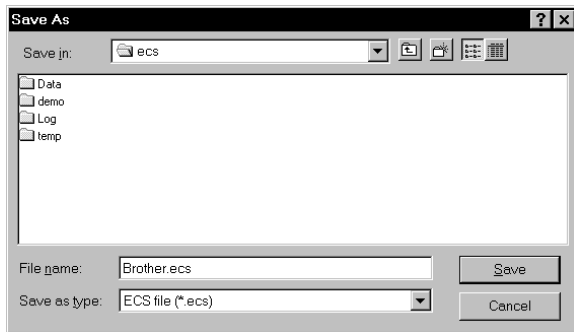 Save As
Save in:
ecs
Data
demo
Log
temp
File name:
Brother.ecs
Save
Save as type:
ECS file (*.ecs)
Cancel